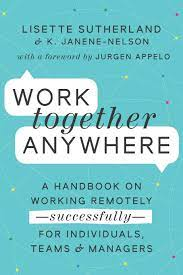 LISETTE SUTHERLAND
& K. JANENE-NELSON
with a foreword by JURGEN APPELO
WORK
together
ANYWHERE
A HANDBOOK ON
WORKING REMOTELY
—successfully—
FOR INDIVIDUALS,
TEAMS & MANAGERS